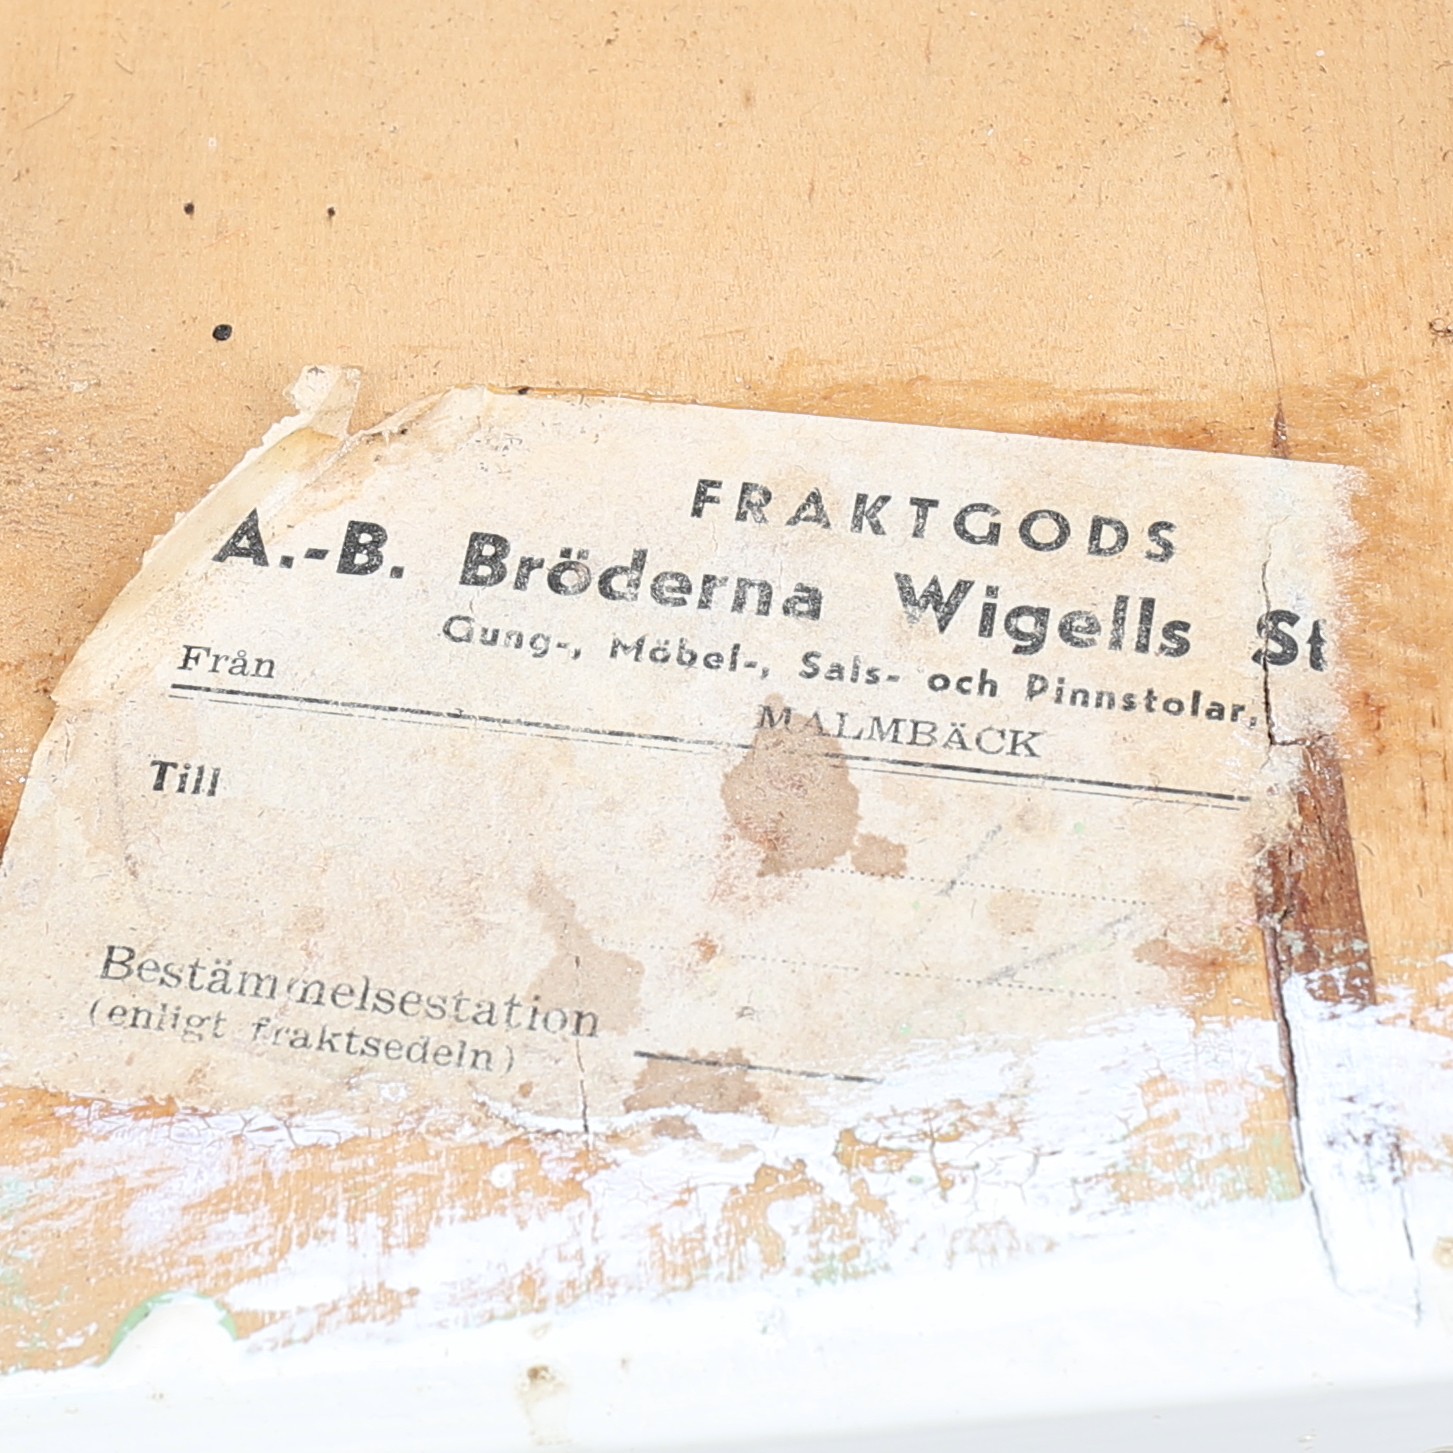 FRAKTGODS
A.-B. Bröderna Wigells St
Gung-, Möbel-, Sals- och Pinnstolar,
Från
MALMBÄCK
Till
Bestämmelsestation
(enligt fraktsedeln)